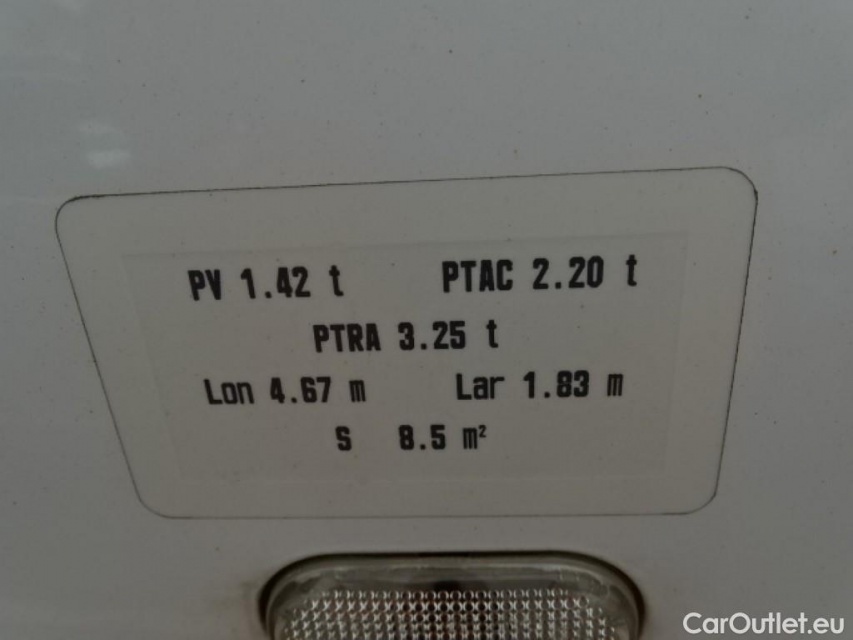 PV 1.42 t PTAC 2.20 t
PTRA 3.25 t
Lon 4.67 m Lar 1.83 m
S 8.5 m²
CarOutlet.eu